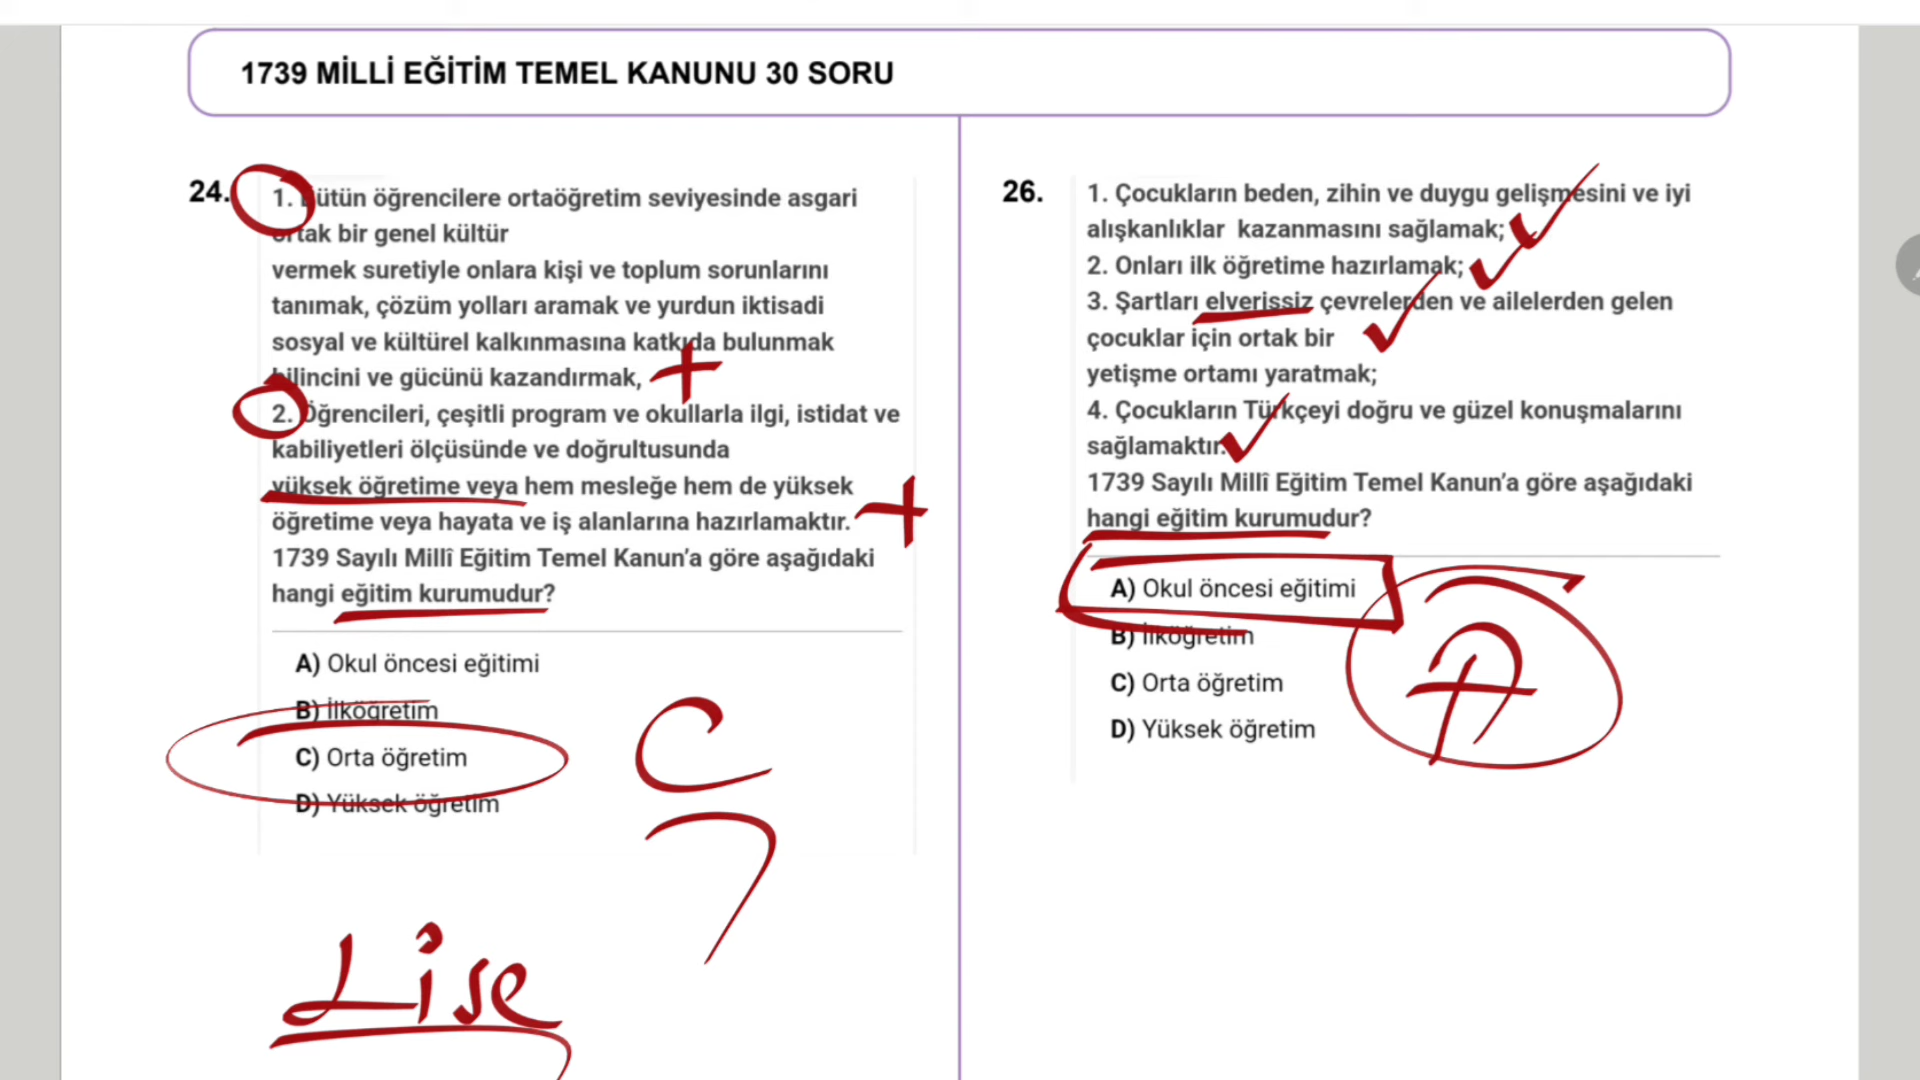 1739 MİLLİ EĞİTİM TEMEL KANUNU 30 SORU
24.
1. Bütün öğrencilere ortaöğretim seviyesinde asgari
ortak bir genel kültür
vermek suretiyle onlara kişi ve toplum sorunlarını
tanımak, çözüm yolları aramak ve yurdun iktisadi
sosyal ve kültürel kalkınmasına katkıda bulunmak
bilincini ve gücünü kazandırmak,
2. Öğrencileri, çeşitli program ve okullarla ilgi, istidat ve
kabiliyetleri ölçüsünde ve doğrultusunda
yüksek öğretime veya hem mesleğe hem de yüksek
öğretime veya hayata ve iş alanlarına hazırlamaktır.
1739 Sayılı Millî Eğitim Temel Kanun’a göre aşağıdaki
hangi eğitim kurumudur?
A) Okul öncesi eğitimi
B) İlköğretim
C) Orta öğretim
D) Yüksek öğretim
C
Lise
26.
1. Çocukların beden, zihin ve duygu gelişmesini ve iyi
alışkanlıklar kazanmasını sağlamak;
2. Onları ilk öğretime hazırlamak;
3. Şartları elverişsiz çevrelerden ve ailelerden gelen
çocuklar için ortak bir
yetişme ortamı yaratmak;
4. Çocukların Türkçeyi doğru ve güzel konuşmalarını
sağlamaktır.
1739 Sayılı Millî Eğitim Temel Kanun’a göre aşağıdaki
hangi eğitim kurumudur?
A) Okul öncesi eğitimi
B) İlköğretim
C) Orta öğretim
D) Yüksek öğretim
A